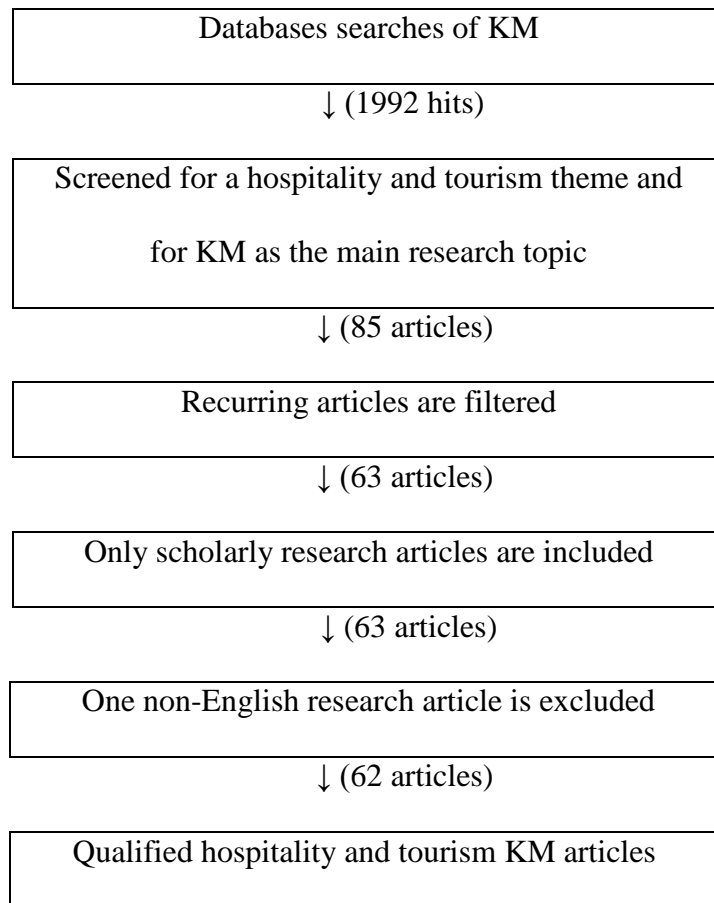 Databases searches of KM
↓ (1992 hits)
Screened for a hospitality and tourism theme and
for KM as the main research topic
↓ (85 articles)
Recurring articles are filtered
↓ (63 articles)
Only scholarly research articles are included
↓ (63 articles)
One non-English research article is excluded
↓ (62 articles)
Qualified hospitality and tourism KM articles